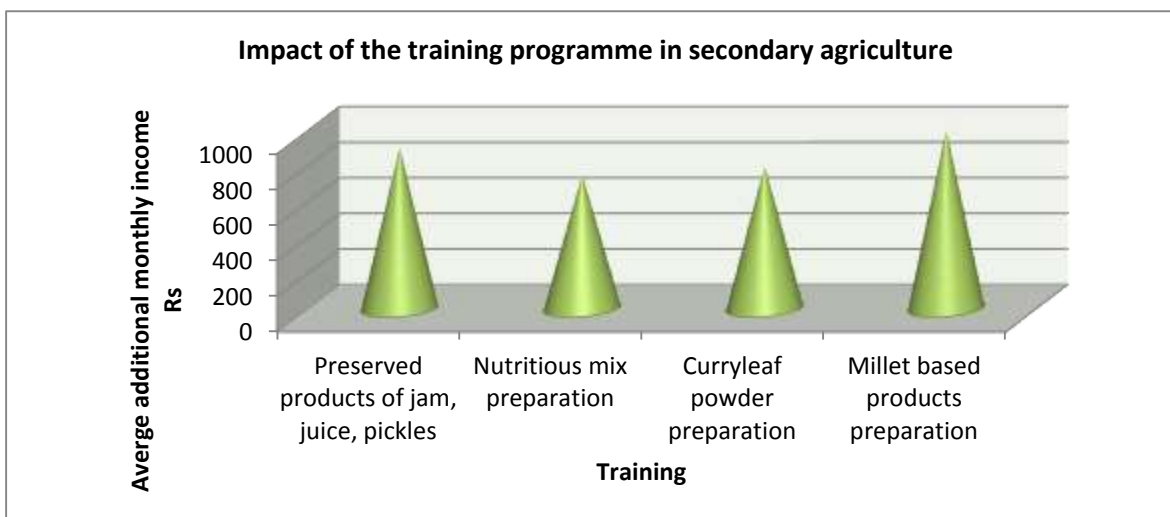 Impact of the training programme in secondary agriculture
Averge additional monthly income
Rs
1000
800
600
400
200
0
Preserved
products of jam,
juice, pickles
Nutritious mix
preparation
Curryleaf
powder
preparation
Millet based
products
preparation
Training